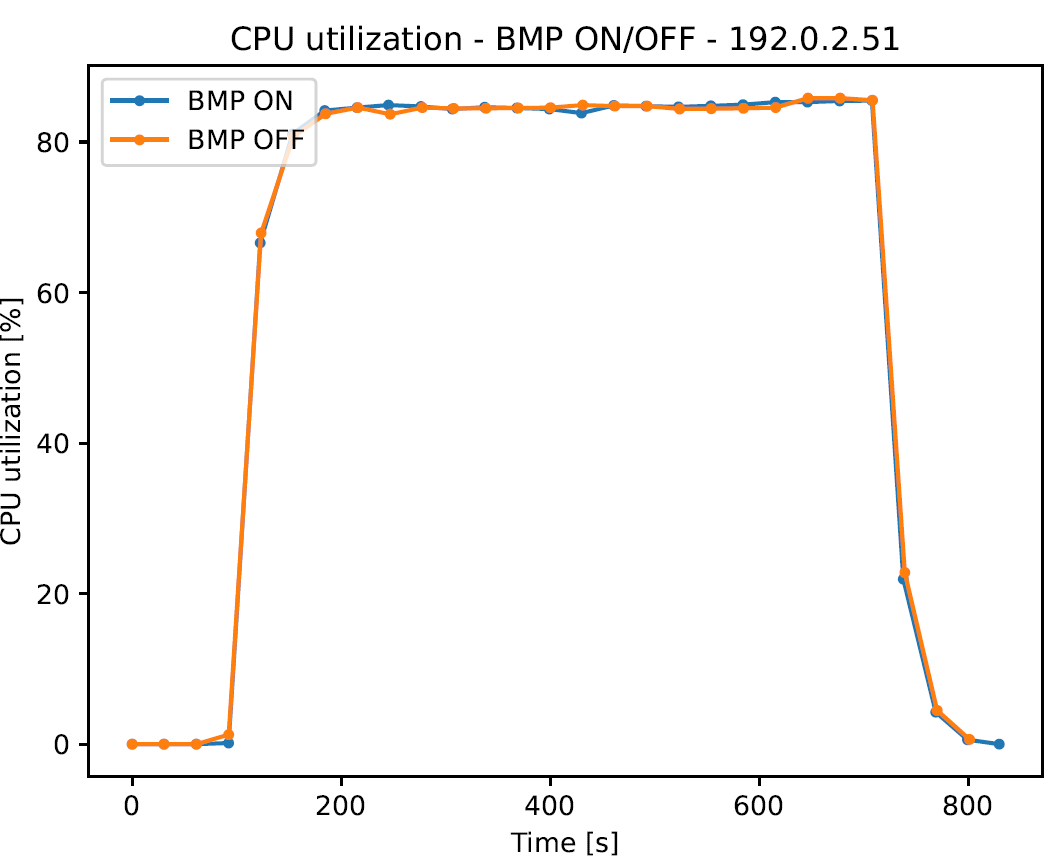 CPU utilization - BMP ON/OFF - 192.0.2.51
BMP ON
BMP OFF
80
60
40
20
0
CPU utilization [%]
0 200 400 600 800
Time [s]